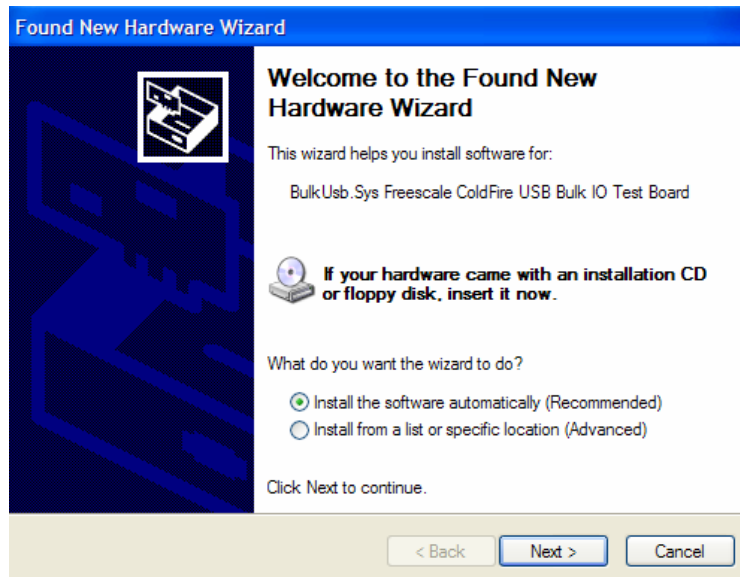 Found New Hardware Wizard
Welcome to the Found New
Hardware Wizard
This wizard helps you install software for:
BulkUsb.Sys Freescale ColdFire USB Bulk IO Test Board
If your hardware came with an installation CD
or floppy disk, insert it now.
What do you want the wizard to do?
Install the software automatically (Recommended)
Install from a list or specific location (Advanced)
Click Next to continue.
< Back Next > Cancel